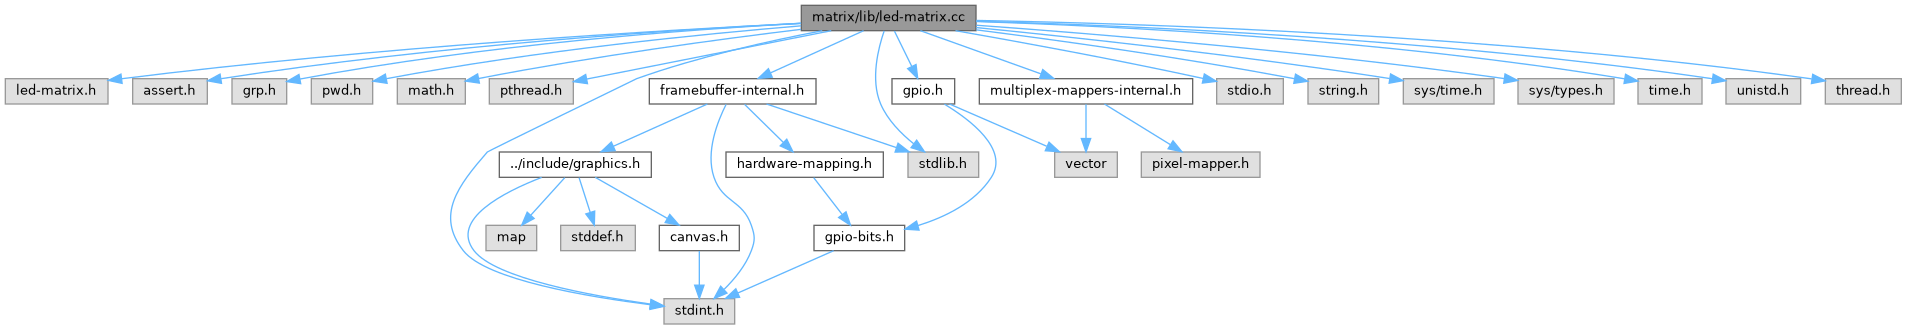 matrix/lib/led-matrix.cc
led-matrix.h
assert.h
grp.h
pwd.h
math.h
pthread.h
framebuffer-internal.h
gpio.h
multiplex-mappers-internal.h
stdio.h
string.h
sys/time.h
sys/types.h
time.h
unistd.h
thread.h
../include/graphics.h
hardware-mapping.h
stdlib.h
vector
pixel-mapper.h
map
stddef.h
canvas.h
gpio-bits.h
stdint.h